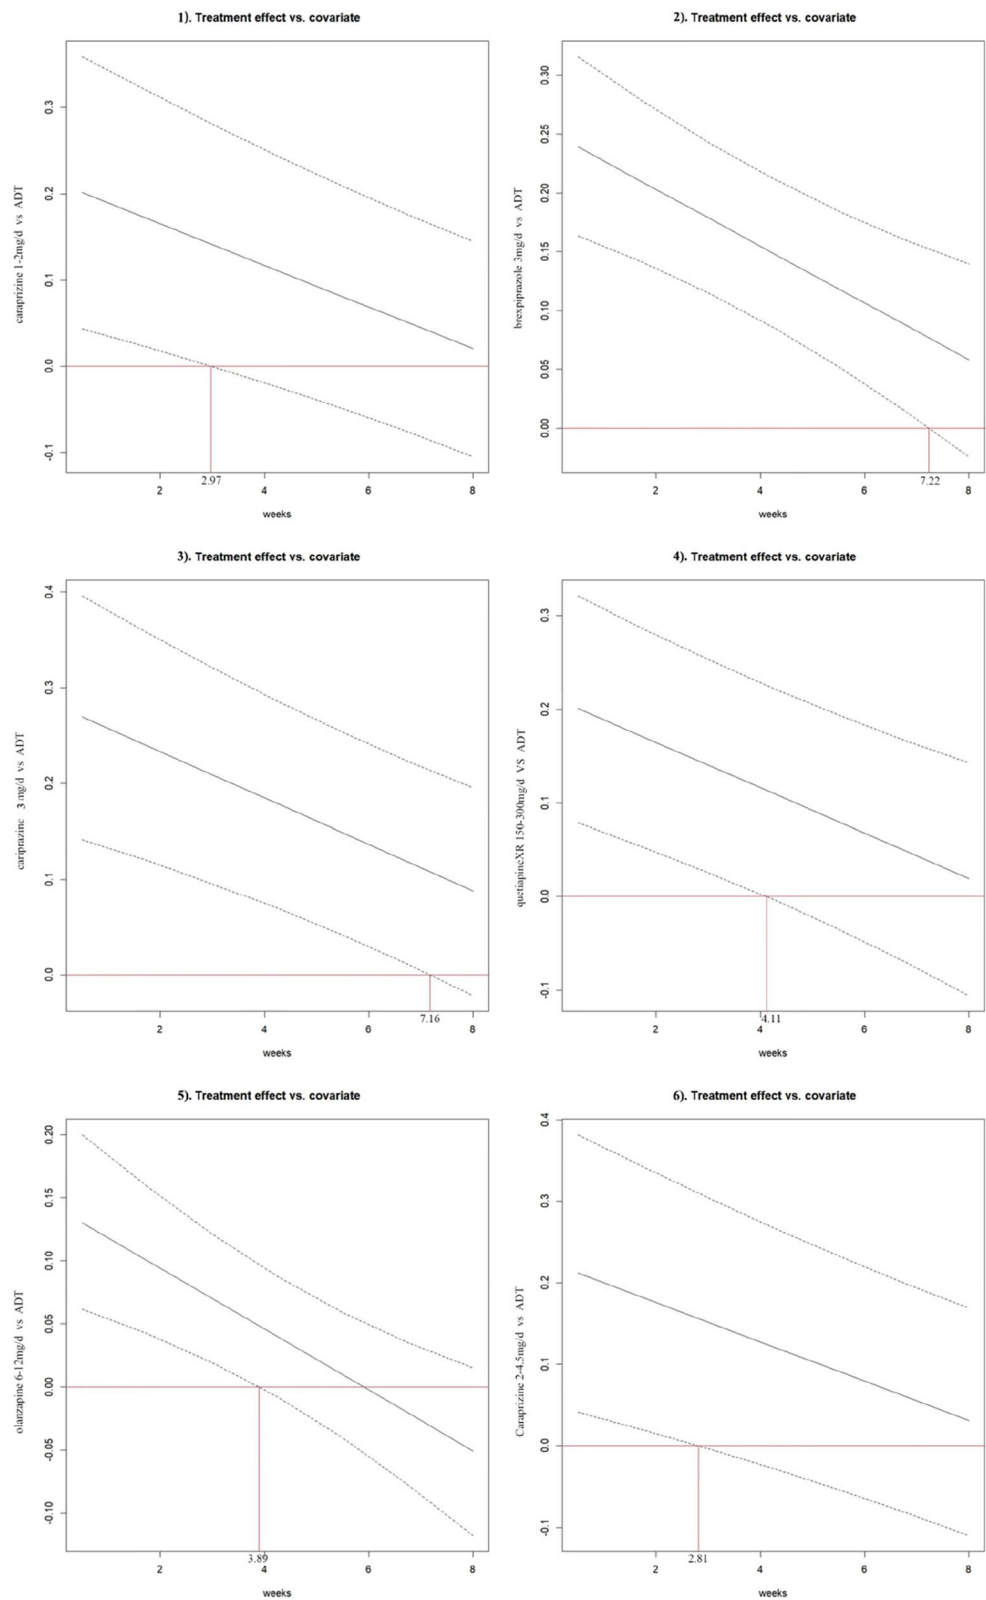 1). Treatment effect vs. covariate
caraprizine 1-2mg/d vs ADT
0.3
0.2
0.1
0.0
-0.1
2 4 6 8
2.97
weeks
2). Treatment effect vs. covariate
brexpiprazole 3mg/d vs ADT
0.30
0.25
0.20
0.15
0.10
0.05
0.00
2 4 6 8
7.22
weeks
3). Treatment effect vs. covariate
cariprazine 3 mg/d vs ADT
0.4
0.3
0.2
0.1
0.0
7.16
2 4 6 8
weeks
4). Treatment effect vs. covariate
quetiapineXR 150-300mg/d VS ADT
0.3
0.2
0.1
0.0
-0.1
4.11
2 4 6 8
weeks
5). Treatment effect vs. covariate
olanzapine 6-12mg/d vs ADT
0.20
0.15
0.10
0.05
0.00
-0.05
-0.10
3.89
2 4 6 8
weeks
6). Treatment effect vs. covariate
Caraprizine 2-4.5mg/d vs ADT
0.4
0.3
0.2
0.1
0.0
-0.1
2.81
2 4 6 8
weeks